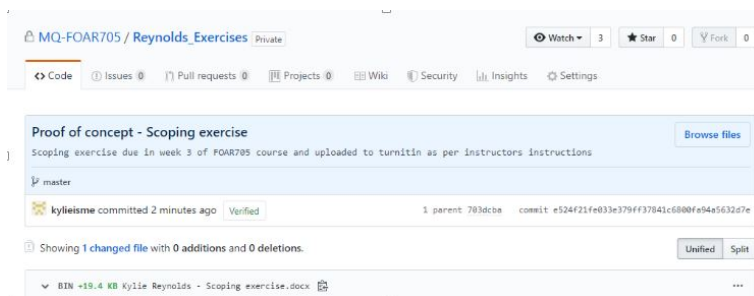 MQ-FOAR705 / Reynolds_Exercises Private Watch 3 Star 0 Fork 0
Code Issues 0 Pull requests 0 Projects 0 Wiki Security Insights Settings
Proof of concept - Scoping exercise Browse files
Scoping exercise due in week 3 of FOAR705 course and uploaded to turnitin as per instructors instructions
master
kylieisme committed 2 minutes ago Verified 1 parent 703dcba commit e524f21fe033e379ff37841c6800fa94a5632d7e
Showing 1 changed file with 0 additions and 0 deletions. Unified Split
BIN +19.4 KB Kylie Reynolds - Scoping exercise.docx